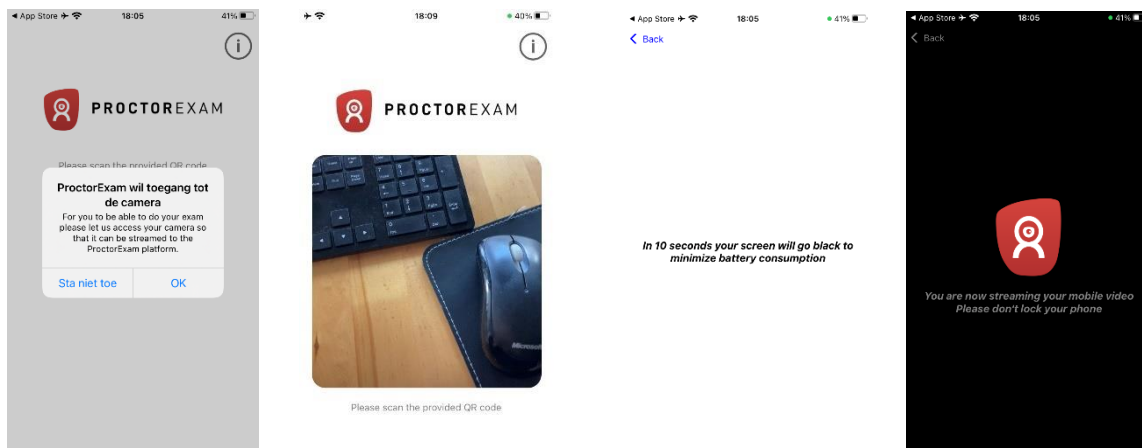 App Store
18:05
41%
PROCTOREXAM
Please scan the provided QR code
ProctorExam wil toegang tot
de camera
For you to be able to do your exam
please let us access your camera so
that it can be streamed to the
ProctorExam platform.
Sta niet toe
OK
18:09
40%
PROCTOREXAM
Microsoft
Please scan the provided QR code
App Store
18:05
41%
Back
In 10 seconds your screen will go black to
minimize battery consumption
App Store
18:05
41%
Back
You are now streaming your mobile video
Please don't lock your phone